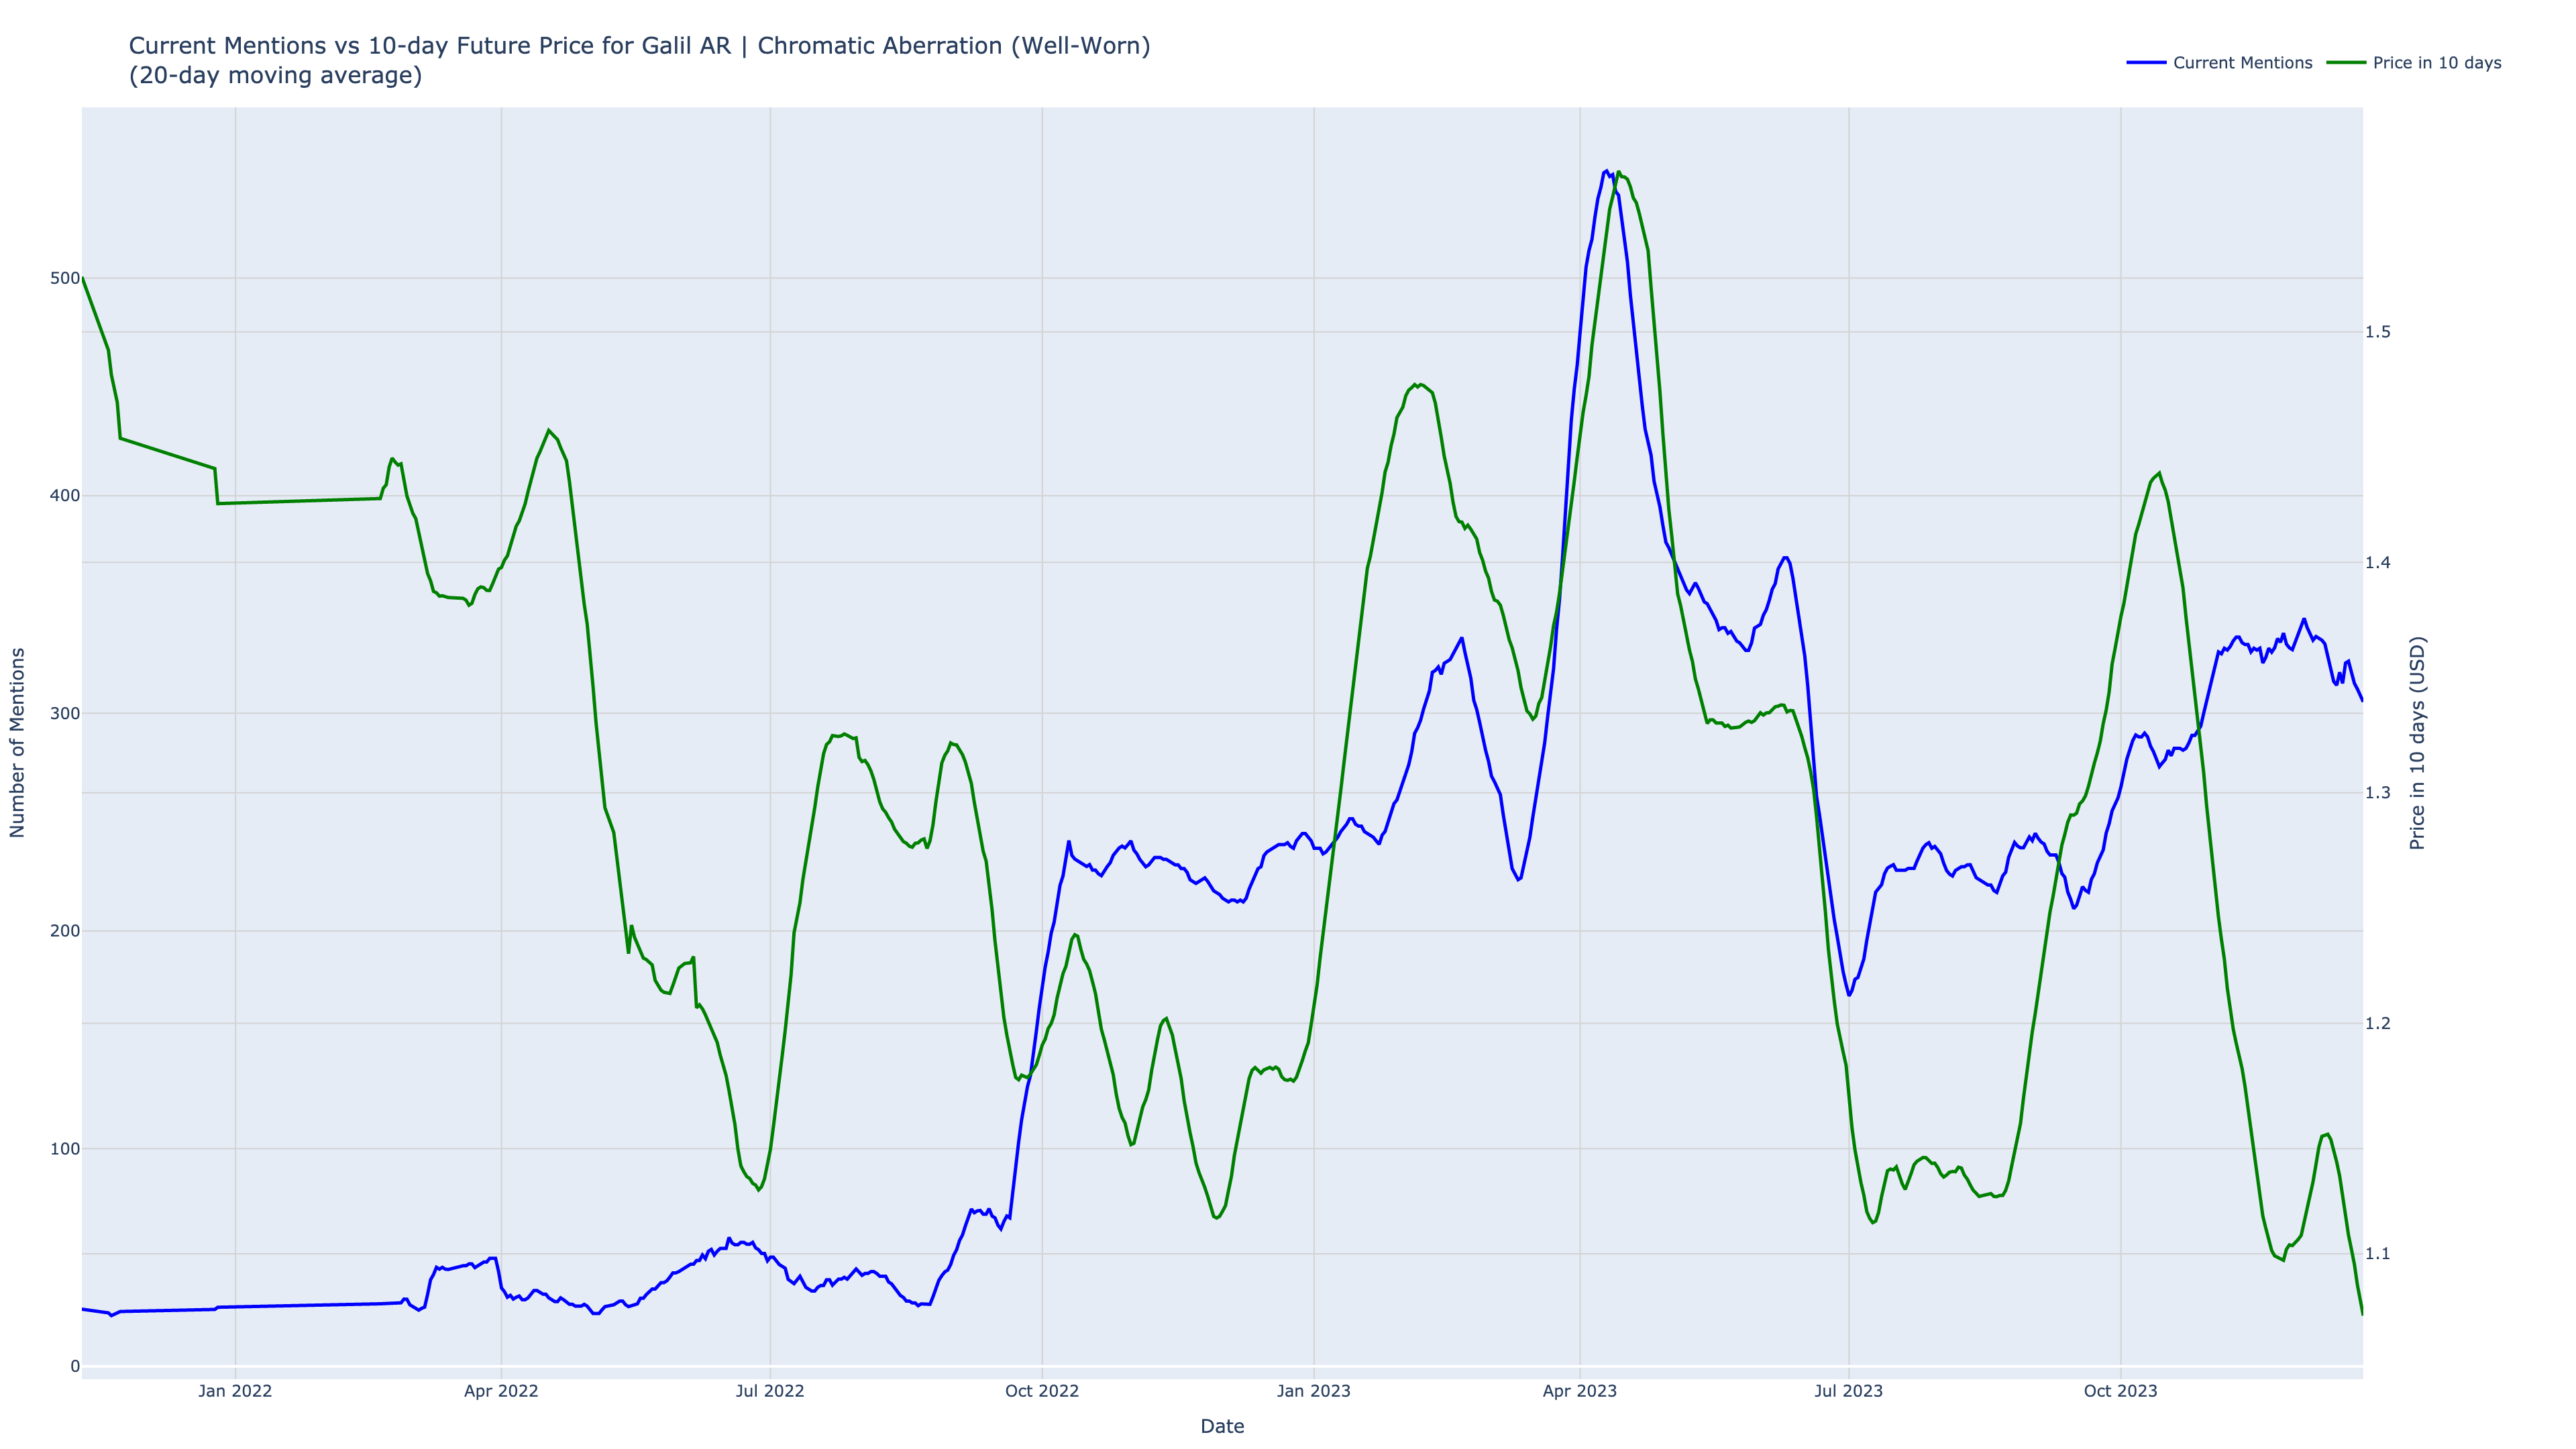 Current Mentions vs 10-day Future Price for Galil AR | Chromatic Aberration (Well-Worn)
(20-day moving average)
Current Mentions
Price in 10 days
Number of Mentions
500
400
300
200
100
0
1.5
1.4
1.3
1.2
1.1
Price in 10 days (USD)
Jan 2022
Apr 2022
Jul 2022
Oct 2022
Jan 2023
Apr 2023
Jul 2023
Oct 2023
Date